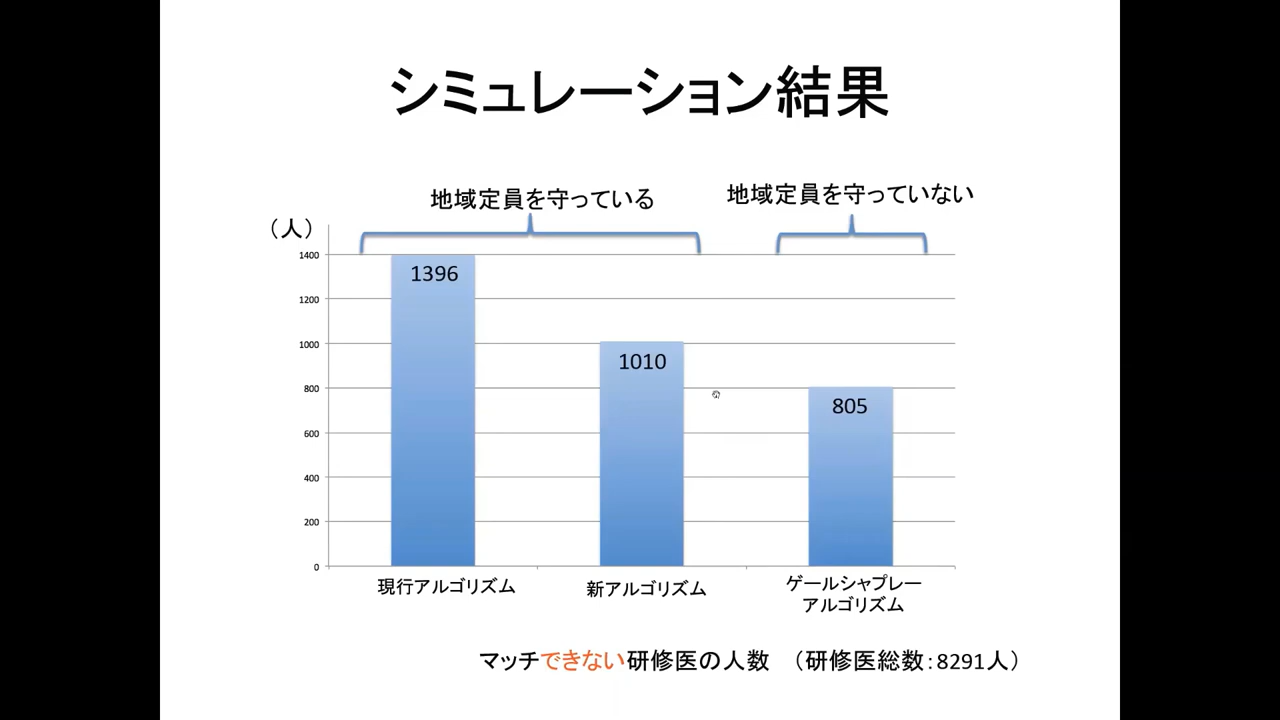 シミュレーション結果
地域定員を守っている
地域定員を守っていない
（人）
1400
1200
1000
800
600
400
200
0
1396
1010
805
現行アルゴリズム
新アルゴリズム
ゲールシャプレー
アルゴリズム
マッチできない研修医の人数　（研修医総数：8291人）